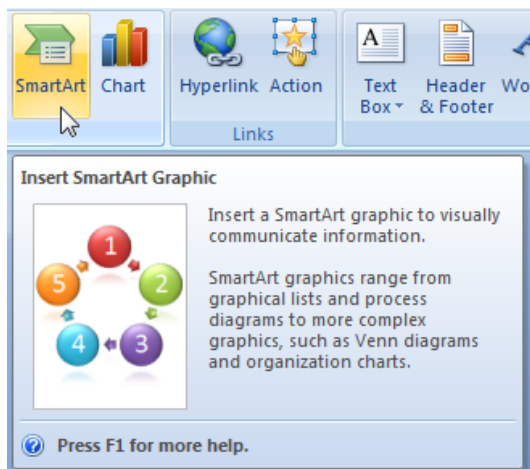 SmartArt Chart Hyperlink Action Text Header
Box & Footer
Links
Insert SmartArt Graphic
Insert a SmartArt graphic to visually
communicate information.
SmartArt graphics range from
graphical lists and process
diagrams to more complex
graphics, such as Venn diagrams
and organization charts.
1
5
2
4
3
Press F1 for more help.